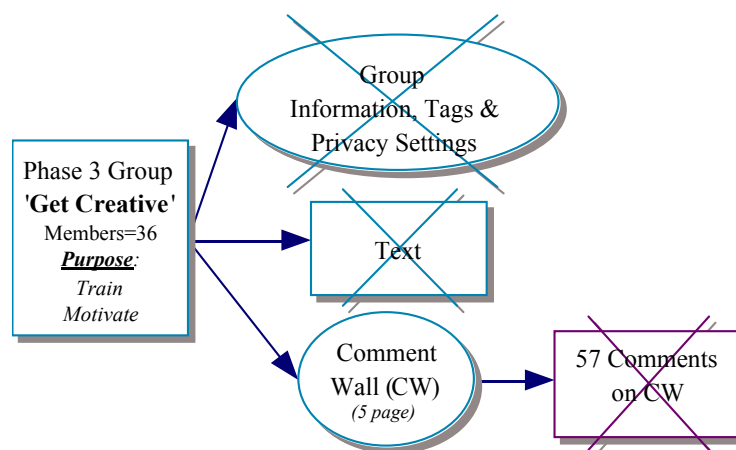 Group
Information, Tags &
Privacy Settings
Phase 3 Group
'Get Creative'
Members=36
Purpose:
Train
Motivate
Text
Comment
Wall (CW)
(5 page)
57 Comments
on CW